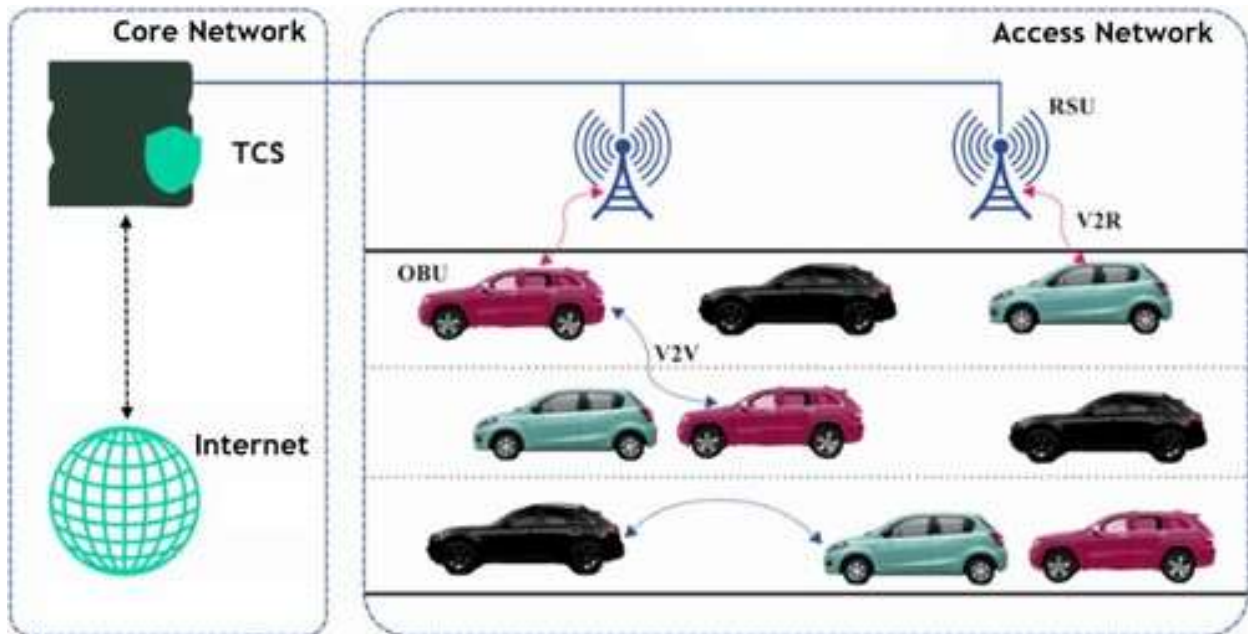 Core Network
Access Network
RSU
TCS
V2R
OBU
V2V
Internet